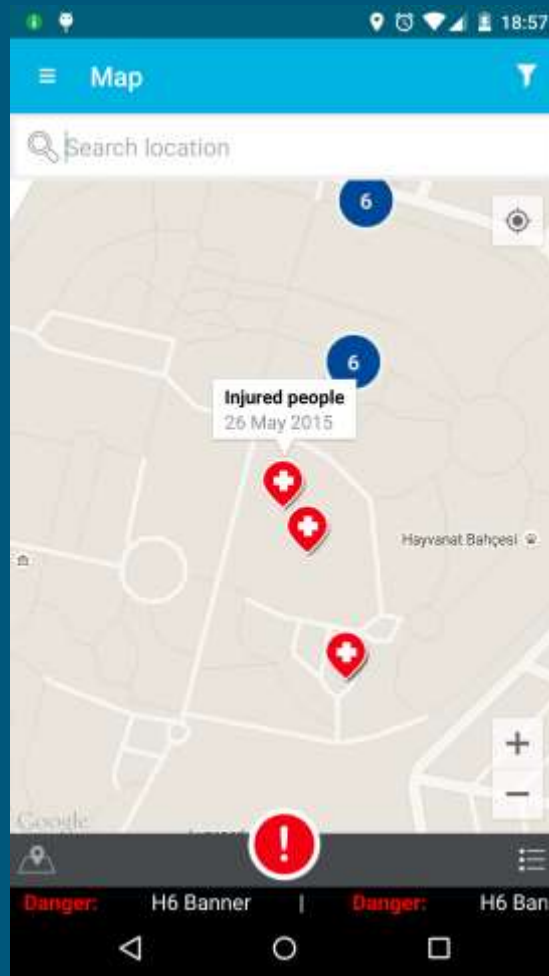 18:57
Map
Search location
6
6
Injured people
26 May 2015
Hayvanat Bahçesi
Google
Danger: H6 Banner | Danger: H6 Ban